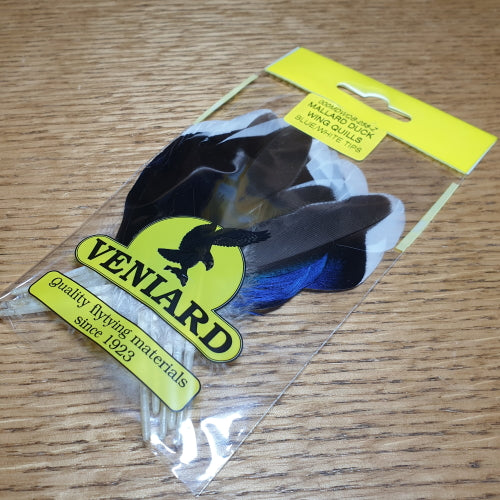 MALLARD DUCK
WING QUILLS
BLUE/WHITE TIPS
VENIARD
Quality flytying materials
since 1923